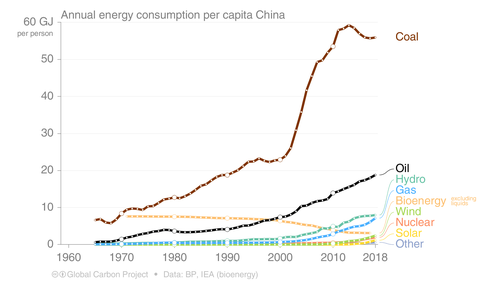 Annual energy consumption per capita China
60 GJ
per person
50
40
30
20
10
0
1960
1970
1980
1990
2000
2010
2018
Coal
Oil
Hydro
Gas
Bioenergy excluding
liquids
Wind
Nuclear
Solar
Other
Global Carbon Project • Data: BP, IEA (bioenergy)